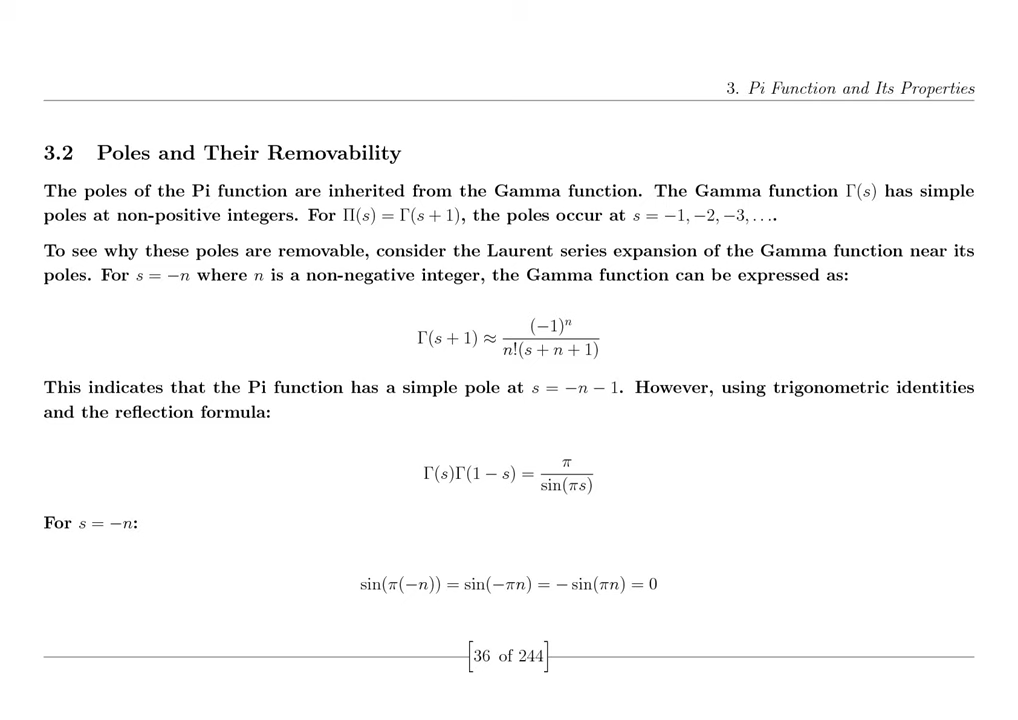 3. Pi Function and Its Properties
3.2 Poles and Their Removability
The poles of the Pi function are inherited from the Gamma function. The Gamma function Γ(s) has simple
poles at non-positive integers. For Π(s) = Γ(s + 1), the poles occur at s = −1, −2, −3, . . ..
To see why these poles are removable, consider the Laurent series expansion of the Gamma function near its
poles. For s = −n where n is a non-negative integer, the Gamma function can be expressed as:
Γ(s + 1) ≈ (−1)^n / n!(s + n + 1)
This indicates that the Pi function has a simple pole at s = −n − 1. However, using trigonometric identities
and the reflection formula:
Γ(s)Γ(1 − s) = π / sin(πs)
For s = −n:
sin(π(−n)) = sin(−πn) = − sin(πn) = 0
[36 of 244]